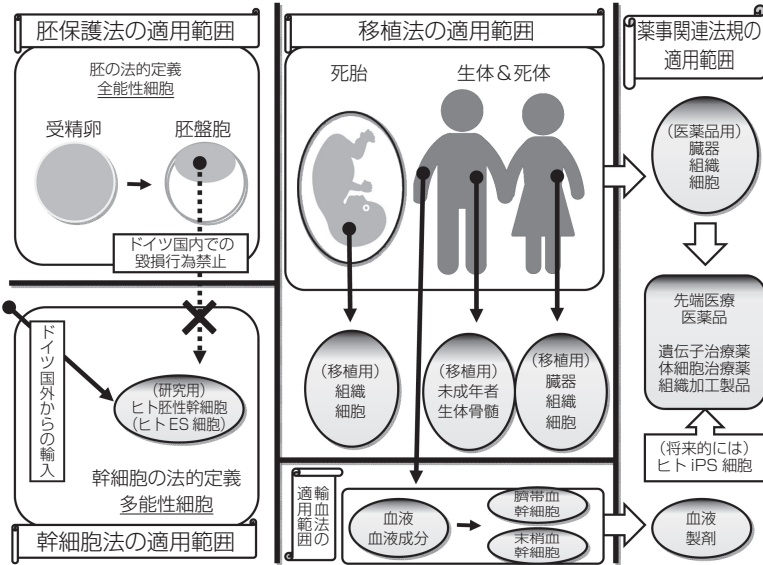 胚保護法の適用範囲
胚の法的定義
全能性細胞
受精卵
胚盤胞
ドイツ国内での
毀損行為禁止
ドイツ国外からの輸入
(研究用)
ヒト胚性幹細胞
(ヒト ES 細胞)
幹細胞の法的定義
多能性細胞
幹細胞法の適用範囲
移植法の適用範囲
死胎
生体&死体
(移植用)
組織
細胞
(移植用)
未成年者
生体骨髄
(移植用)
臓器
組織
細胞
輸血法の
適用範囲
血液
血液成分
臍帯血
幹細胞
末梢血
幹細胞
薬事関連法規の
適用範囲
(医薬品用)
臓器
組織
細胞
先端医療
医薬品
遺伝子治療薬
体細胞治療薬
組織加工製品
(将来的には)
ヒト iPS 細胞
血液
製剤